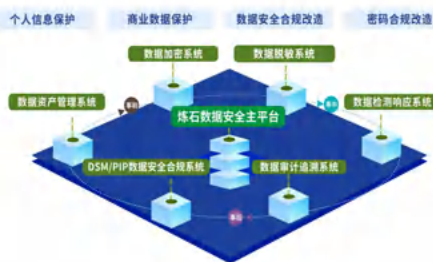 个人信息保护
商业数据保护
数据安全合规改造
密码合规改造
数据加密系统
数据脱敏系统
数据资产管理系统
数据检测响应系统
炼石数据安全主平台
DSM/PIP数据安全合规系统
数据审计追溯系统